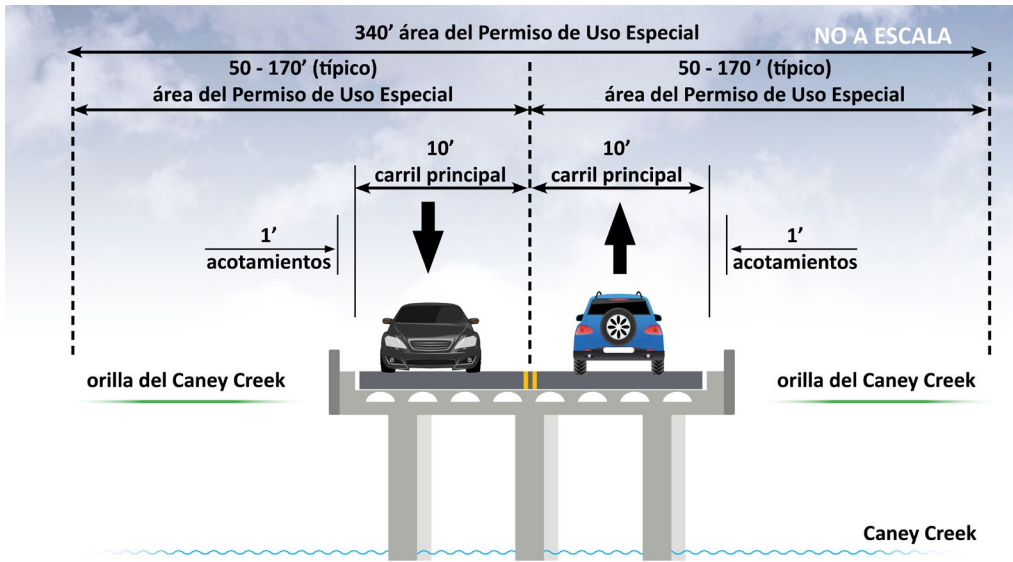 340’ área del Permiso de Uso Especial
NO A ESCALA
50 - 170’ (típico)
área del Permiso de Uso Especial
50 - 170 ’ (típico)
área del Permiso de Uso Especial
10’
carril principal
10’
carril principal
1’
acotamientos
1’
acotamientos
orilla del Caney Creek
orilla del Caney Creek
Caney Creek